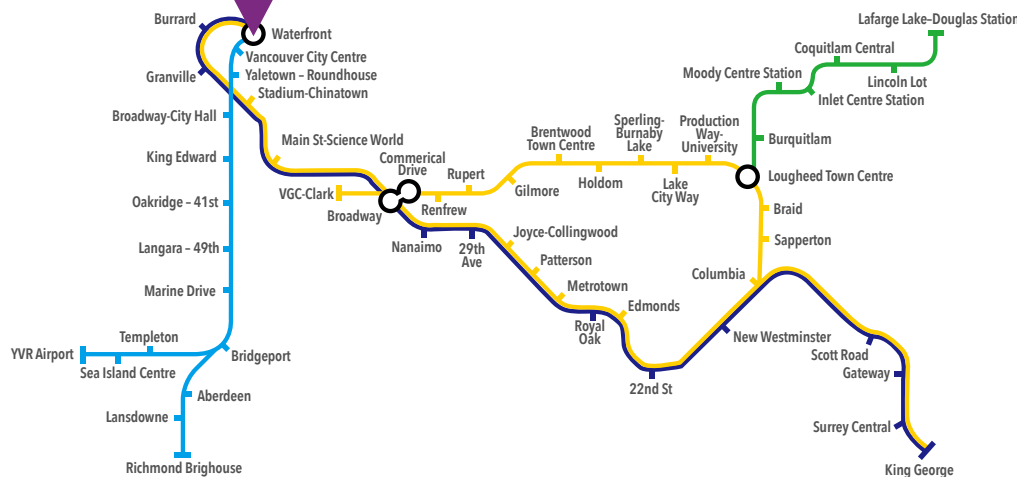 Burrard
Waterfront
Lafarge Lake–Douglas Station
Vancouver City Centre
Coquitlam Central
Granville
Yaletown – Roundhouse
Moody Centre Station
Lincoln Lot
Stadium-Chinatown
Inlet Centre Station
Broadway-City Hall
Main St-Science World
Brentwood
Town Centre
Sperling-
Burnaby
Lake
Production
Way-
University
Burquitlam
King Edward
Commerical
Drive
Rupert
Lougheed Town Centre
VGC-Clark
Gilmore
Holdom
Lake
City Way
Oakridge – 41st
Broadway
Renfrew
Braid
Langara – 49th
Nanaimo
29th
Ave
Joyce-Collingwood
Sapperton
Patterson
Columbia
Marine Drive
Metrotown
Edmonds
Royal
Oak
New Westminster
Templeton
YVR Airport
Bridgeport
Scott Road
Sea Island Centre
Gateway
22nd St
Aberdeen
Lansdowne
Surrey Central
Richmond Brighouse
King George